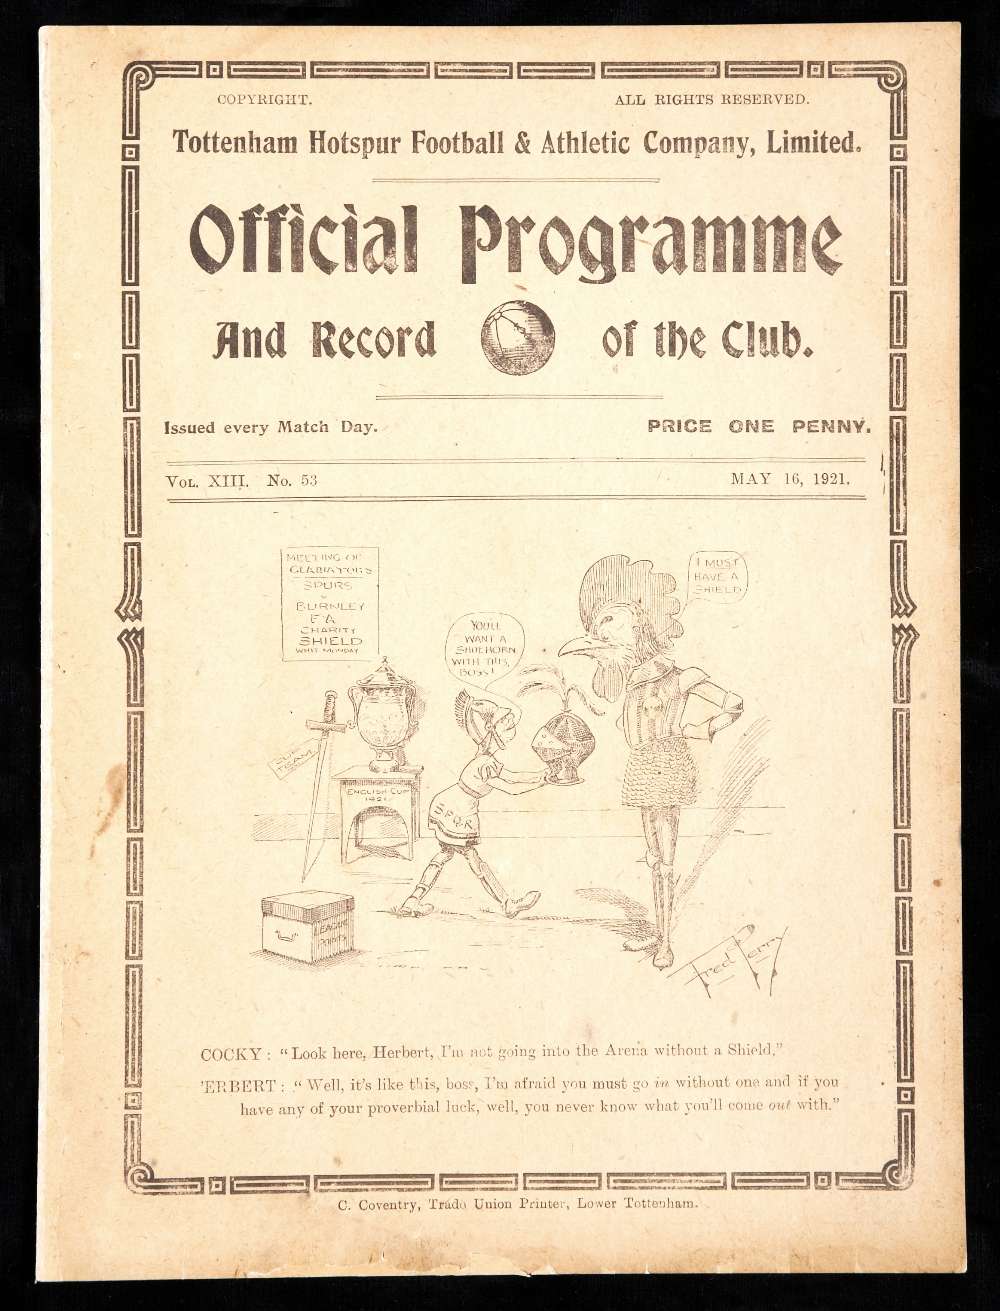 COPYRIGHT.
ALL RIGHTS RESERVED.
Tottenham Hotspur Football & Athletic Company, Limited.
Official Programme
And Record of the Club.
Issued every Match Day.
PRICE ONE PENNY.
VOL. XIII. No. 53
MAY 16, 1921.
MEETING OF
GLADIATORS
SPURS
v
BURNLEY
F A
CHARITY
SHIELD
WHIT MONDAY
I MUST
HAVE A
SHIELD
YOU'LL
WANT A
SHOEHORN
WITH THIS,
BOSS!
TEAM
ENGLISH CUP
1921
S.P.Q.R
LEAGUE
Points
Fred Perry
COCKY: "Look here, Herbert, I'm not going into the Arena without a Shield."
'ERBERT: "Well, it's like this, boss, I'm afraid you must go in without one and if you
have any of your proverbial luck, well, you never know what you'll come out with."
C. Coventry, Trade Union Printer, Lower Tottenham.